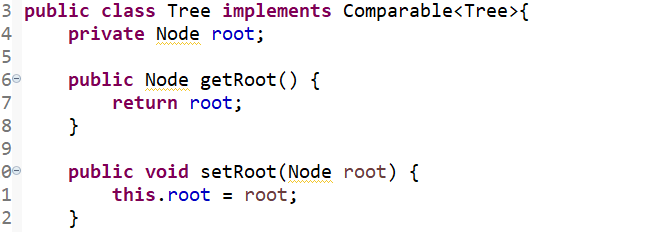 3 public class Tree implements Comparable<Tree>{
4     private Node root;
5
6     public Node getRoot() {
7         return root;
8     }
9
0     public void setRoot(Node root) {
1         this.root = root;
2     }